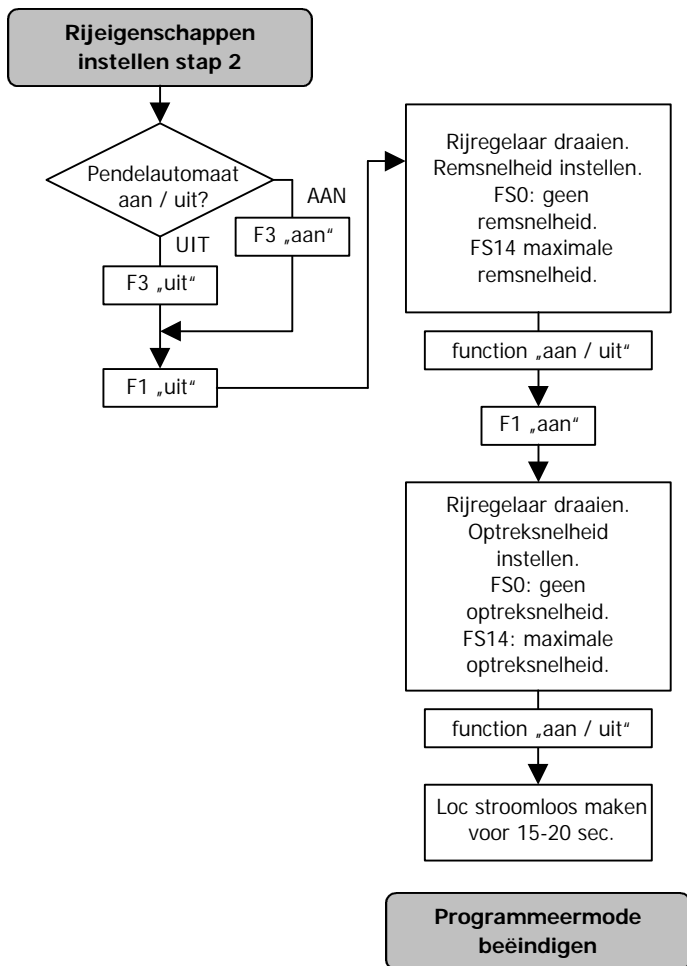 Rijeigenschappen
instellen stap 2
Pendelautomaat
aan / uit?
AAN
F3 „aan“
UIT
F3 „uit“
F1 „uit“
Rijregelaar draaien.
Remsnelheid instellen.
FS0: geen
remsnelheid.
FS14 maximale
remsnelheid.
function „aan / uit“
F1 „aan“
Rijregelaar draaien.
Optreksnelheid
instellen.
FS0: geen
optreksnelheid.
FS14: maximale
optreksnelheid.
function „aan / uit“
Loc stroomloos maken
voor 15-20 sec.
Programmeermode
beëindigen